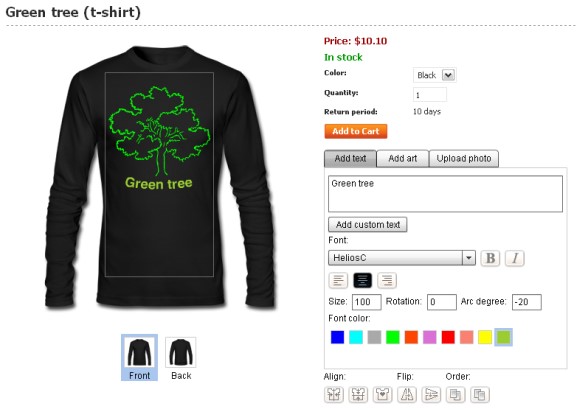 Green tree (t-shirt)
Price: $10.10
In stock
Color: Black
Quantity: 1
Return period: 10 days
Add to Cart
Add text Add art Upload photo
Green tree
Add custom text
Font:
HeliosC B I
Size: 100 Rotation: 0 Arc degree: -20
Font color:
Align: Flip: Order:
Green tree
Front Back